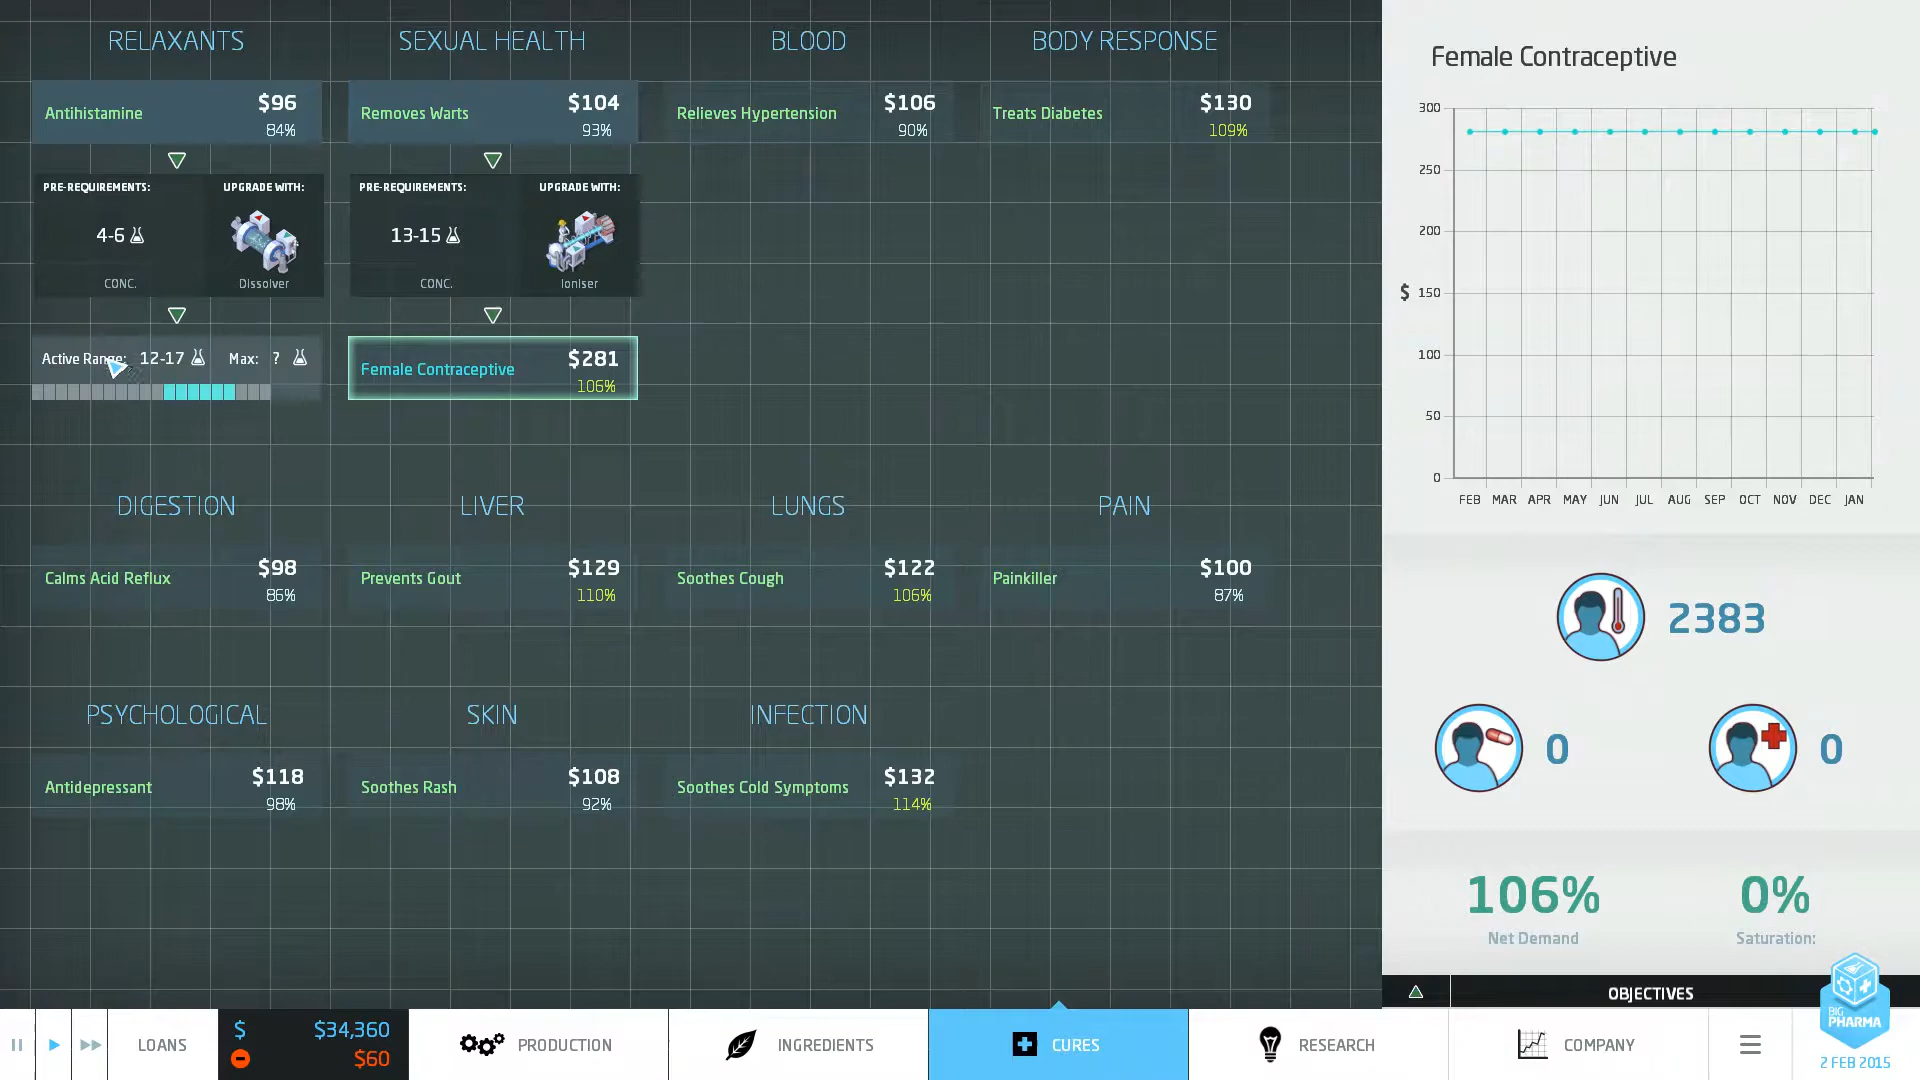 RELAXANTS SEXUAL HEALTH BLOOD BODY RESPONSE
Antihistamine $96 84%
Removes Warts $104 93%
Relieves Hypertension $106 90%
Treats Diabetes $130 109%
PRE-REQUIREMENTS: UPGRADE WITH:
4-6
CONC. Dissolver
PRE-REQUIREMENTS: UPGRADE WITH:
13-15
CONC. Ioniser
Active Range: 12-17 Max: ?
Female Contraceptive $281 106%
DIGESTION LIVER LUNGS PAIN
Calms Acid Reflux $98 86%
Prevents Gout $129 110%
Soothes Cough $122 106%
Painkiller $100 87%
PSYCHOLOGICAL SKIN INFECTION
Antidepressant $118 98%
Soothes Rash $108 92%
Soothes Cold Symptoms $132 114%
Female Contraceptive
300
250
200
$ 150
100
50
0
FEB MAR APR MAY JUN JUL AUG SEP OCT NOV DEC JAN
2383
0 0
106% 0%
Net Demand Saturation:
OBJECTIVES
LOANS
$ $34,360
$60
PRODUCTION INGREDIENTS CURES RESEARCH COMPANY
BIG
PHARMA
2 FEB 2015